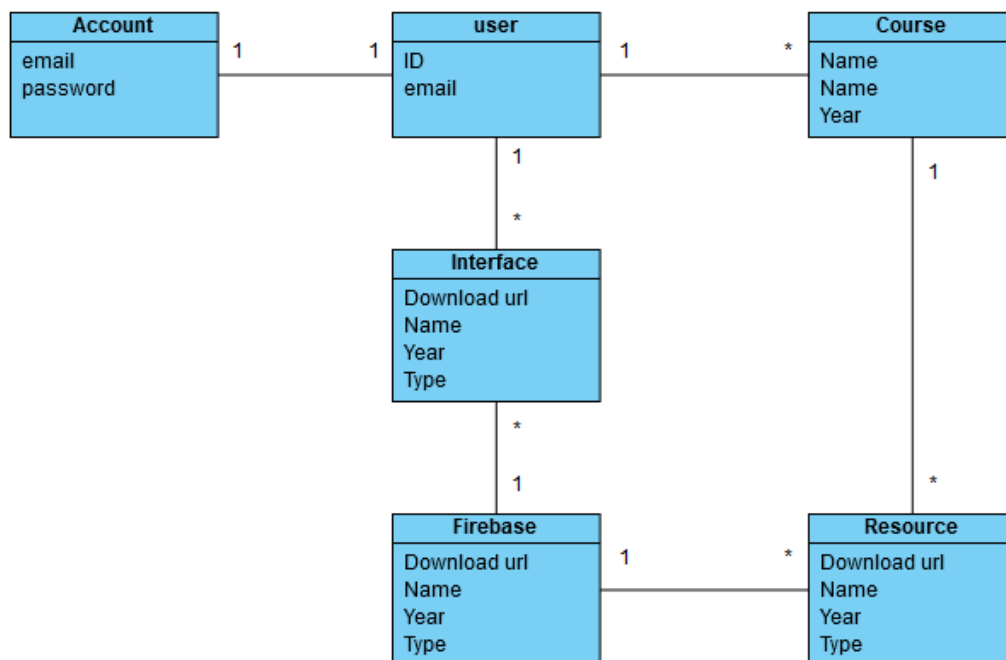 Account
email
password
1
1
user
ID
email
1
*
Course
Name
Name
Year
1
*
1
Interface
Download url
Name
Year
Type
*
1
*
Firebase
Download url
Name
Year
Type
1
*
Resource
Download url
Name
Year
Type